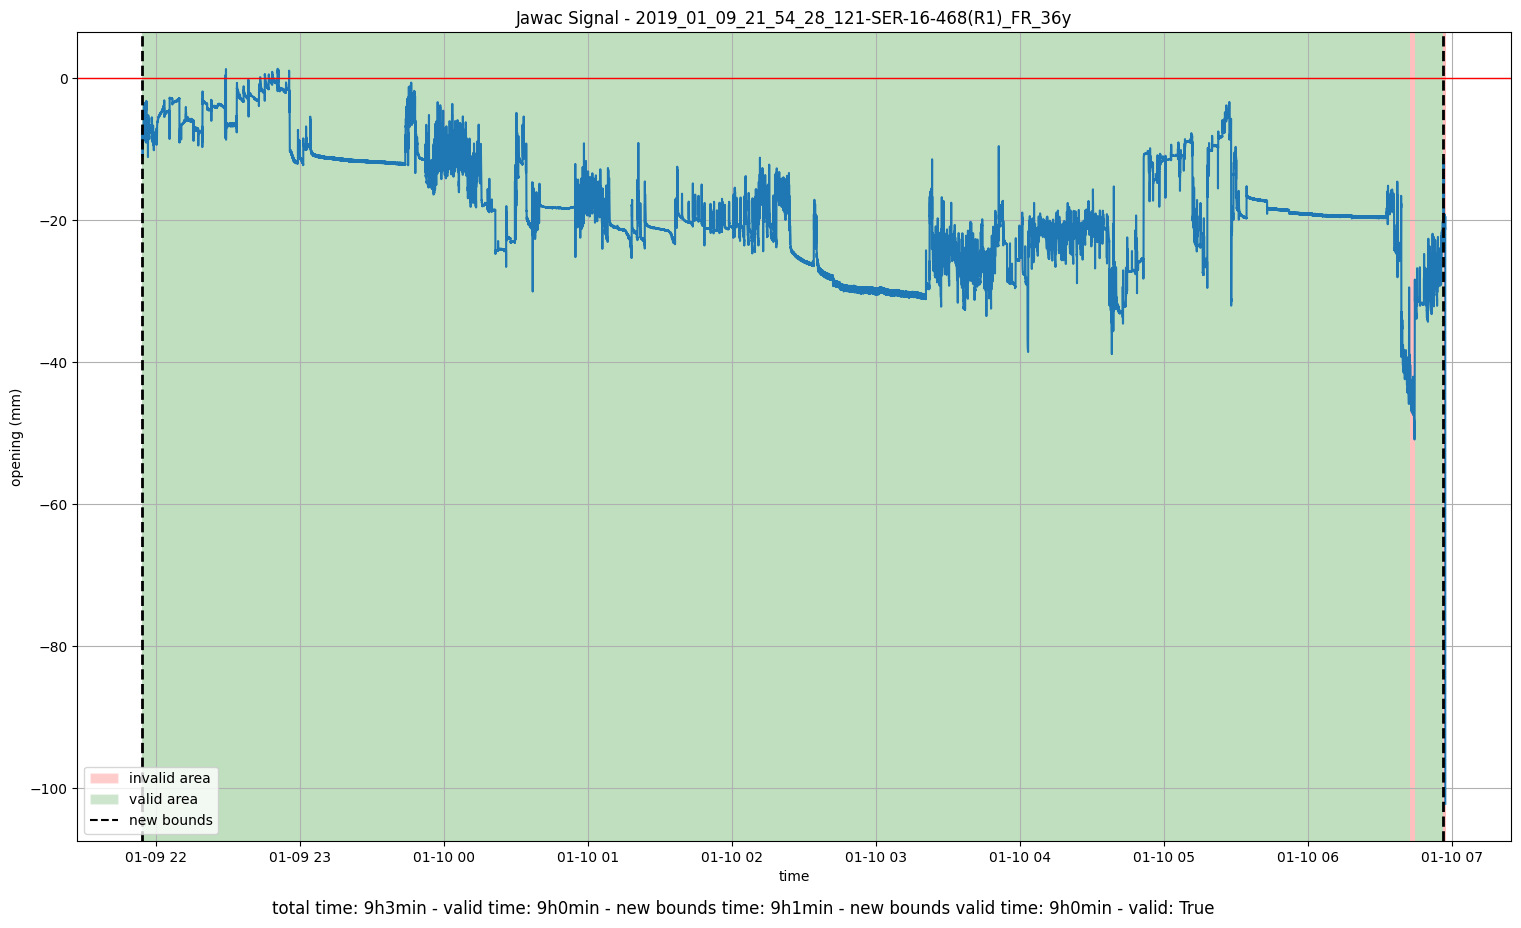 Jawac Signal - 2019_01_09_21_54_28_121-SER-16-468(R1)_FR_36y
0
−20
−40
−60
−80
−100
opening (mm)
invalid area
valid area
new bounds
01-09 22
01-09 23
01-10 00
01-10 01
01-10 02
01-10 03
01-10 04
01-10 05
01-10 06
01-10 07
time
total time: 9h3min - valid time: 9h0min - new bounds time: 9h1min - new bounds valid time: 9h0min - valid: True